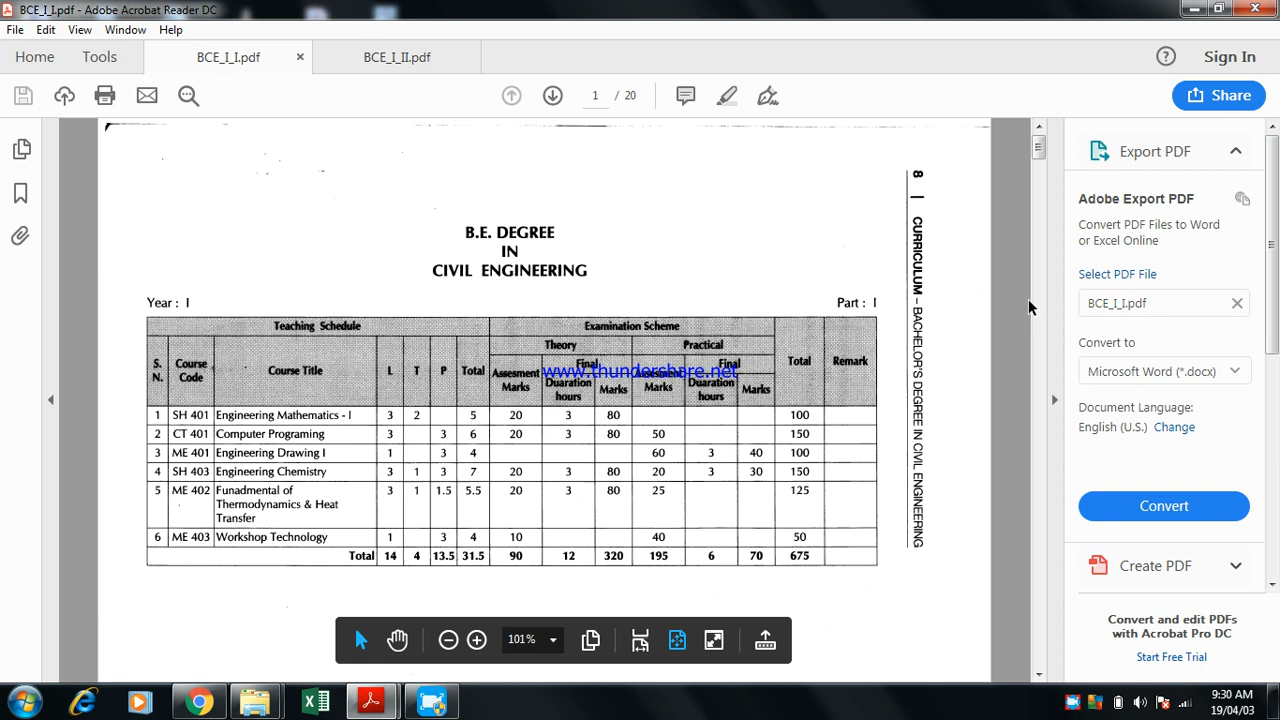 BCE_I_I.pdf - Adobe Acrobat Reader DC
File Edit View Window Help
Home Tools BCE_I_I.pdf × BCE_I_II.pdf ? Sign In
1 / 20 Share
8 | CURRICULUM – BACHELOR'S DEGREE IN CIVIL ENGINEERING
B.E. DEGREE
IN
CIVIL ENGINEERING
Year : I Part : I
Teaching Schedule Examination Scheme Total Remark
Theory Practical
S. N. Course Code Course Title L T P Total Assesment Marks Final Duaration hours Marks Assesment Marks Final Duaration hours Marks
www.thundershare.net
1 SH 401 Engineering Mathematics - I 3 2 5 20 3 80 100
2 CT 401 Computer Programing 3 3 6 20 3 80 50 150
3 ME 401 Engineering Drawing I 1 3 4 60 3 40 100
4 SH 403 Engineering Chemistry 3 1 3 7 20 3 80 20 3 30 150
5 ME 402 Funadmental of 3 1 1.5 5.5 20 3 80 25 125
Thermodynamics & Heat
Transfer
6 ME 403 Workshop Technology 1 3 4 10 40 50
Total 14 4 13.5 31.5 90 12 320 195 6 70 675
101%
Export PDF
Adobe Export PDF
Convert PDF Files to Word
or Excel Online
Select PDF File
BCE_I_I.pdf
Convert to
Microsoft Word (*.docx)
Document Language:
English (U.S.) Change
Convert
Create PDF
Convert and edit PDFs
with Acrobat Pro DC
Start Free Trial
9:30 AM
19/04/03